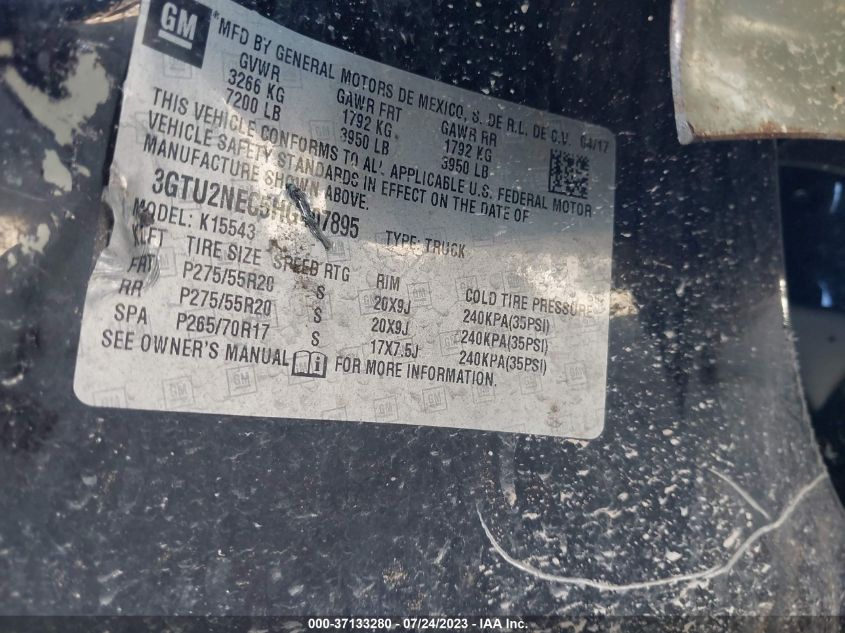 GM
*MFD BY GENERAL MOTORS DE MEXICO, S. DE R.L. DE C.V. 04/17
GVWR GAWR FRT GAWR RR
3266 KG 1792 KG 1792 KG
7200 LB 3950 LB 3950 LB
THIS VEHICLE CONFORMS TO ALL APPLICABLE U.S. FEDERAL MOTOR
VEHICLE SAFETY STANDARDS IN EFFECT ON THE DATE OF
MANUFACTURE SHOWN ABOVE.
TYPE: TRUCK
MODEL: K15543
TIRE SIZE SPEED RTG RIM COLD TIRE PRESSURE
FRT P275/55R20 S 20X9J 240KPA(35PSI)
RR P275/55R20 S 20X9J 240KPA(35PSI)
SPA P265/70R17 S 17X7.5J 240KPA(35PSI)
SEE OWNER'S MANUAL FOR MORE INFORMATION.
000-37133280 - 07/24/2023 - © IAA Inc.